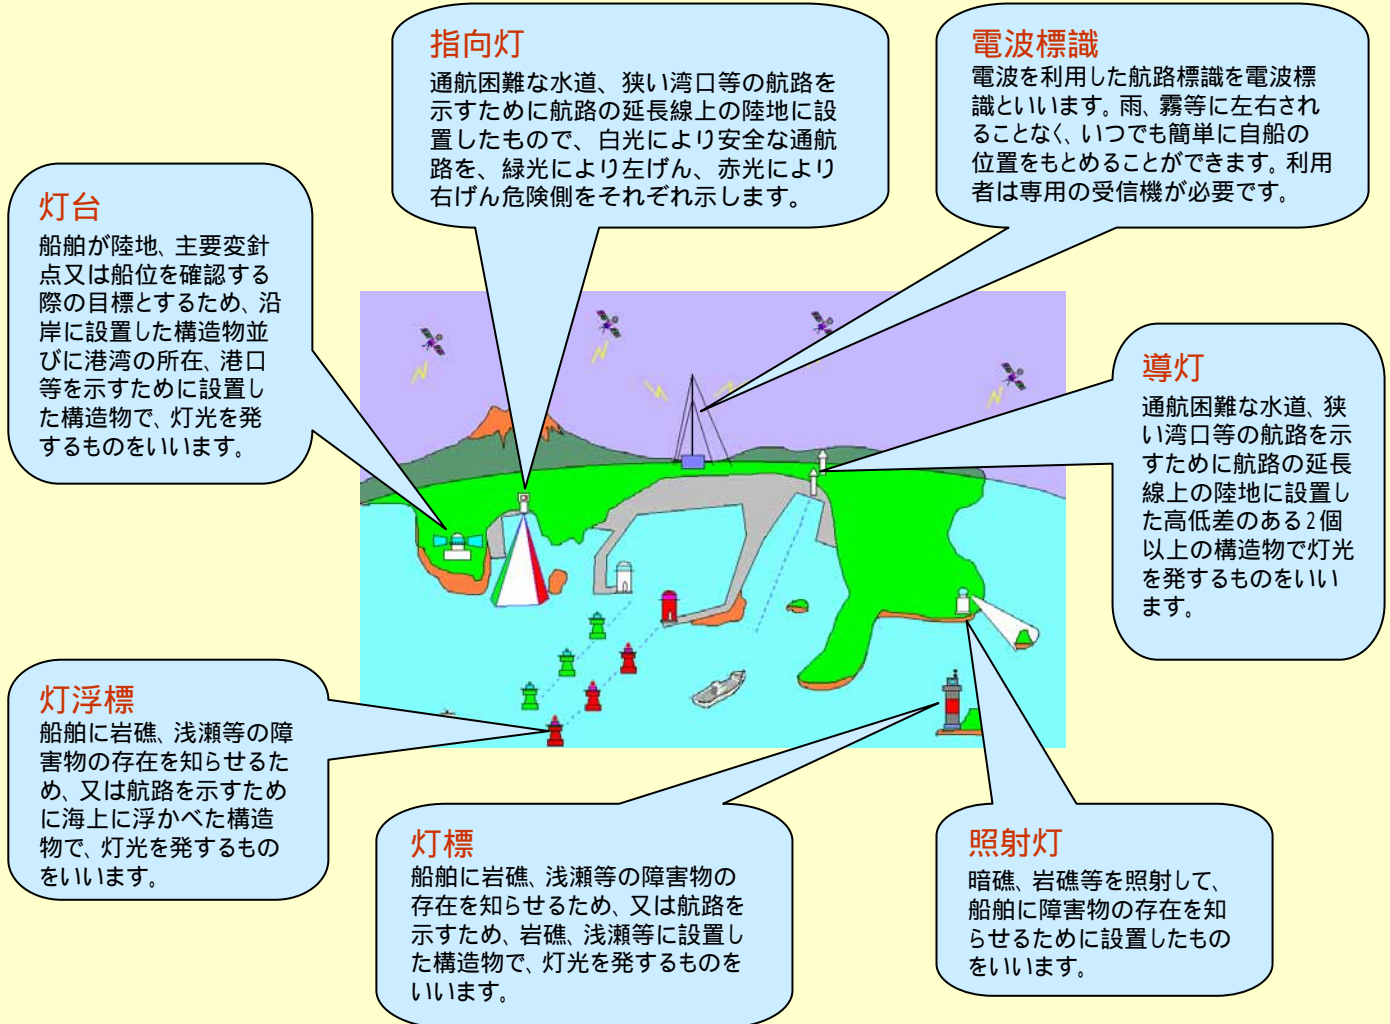 指向灯
通航困難な水道、狭い湾口等の航路を
示すために航路の延長線上の陸地に設
置したもので、白光により安全な通航
路を、緑光により左げん、赤光により
右げん危険側をそれぞれ示します。
電波標識
電波を利用した航路標識を電波標
識といいます。雨、霧等に左右され
ることなく、いつでも簡単に自船の
位置をもとめることができます。利用
者は専用の受信機が必要です。
灯台
船舶が陸地、主要変針
点又は船位を確認する
際の目標とするため、沿
岸に設置した構造物並
びに港湾の所在、港口
等を示すために設置し
た構造物で、灯光を発
するものをいいます。
導灯
通航困難な水道、狭
い湾口等の航路を示
すために航路の延長
線上の陸地に設置し
た高低差のある2個
以上の構造物で灯光
を発するものをいい
ます。
灯浮標
船舶に岩礁、浅瀬等の障
害物の存在を知らせるた
め、又は航路を示すため
に海上に浮かべた構造
物で、灯光を発するもの
をいいます。
灯標
船舶に岩礁、浅瀬等の障害物の
存在を知らせるため、又は航路を
示すため、岩礁、浅瀬等に設置し
た構造物で、灯光を発するものを
いいます。
照射灯
暗礁、岩礁等を照射して、
船舶に障害物の存在を知
らせるために設置したもの
をいいます。